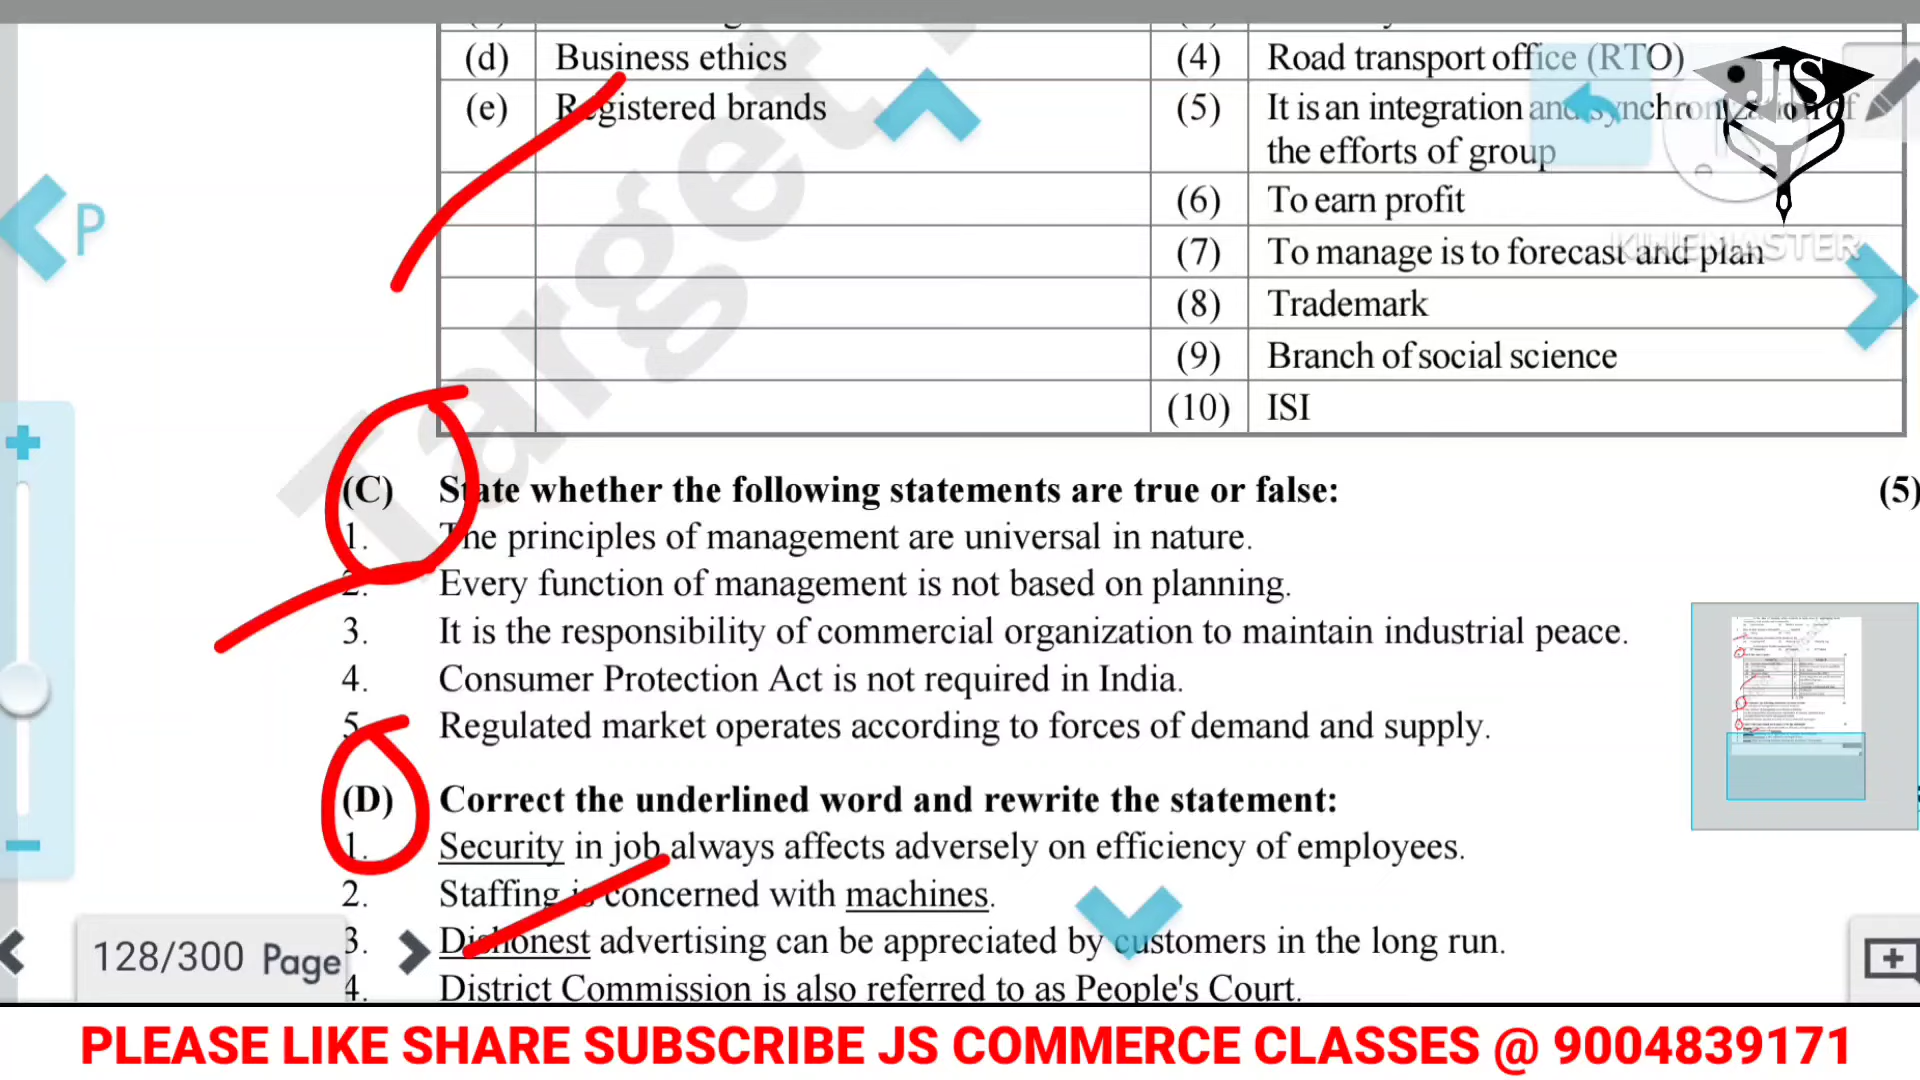 (d) Business ethics (4) Road transport office (RTO)
(e) Registered brands (5) It is an integration and synchronization of
the efforts of group
(6) To earn profit
(7) To manage is to forecast and plan
(8) Trademark
(9) Branch of social science
(10) ISI
JS
KINEMASTER
P
Target
(C) State whether the following statements are true or false: (5)
1. The principles of management are universal in nature.
2. Every function of management is not based on planning.
3. It is the responsibility of commercial organization to maintain industrial peace.
4. Consumer Protection Act is not required in India.
5. Regulated market operates according to forces of demand and supply.
(D) Correct the underlined word and rewrite the statement:
1. Security in job always affects adversely on efficiency of employees.
2. Staffing is concerned with machines.
3. Dishonest advertising can be appreciated by customers in the long run.
4. District Commission is also referred to as People's Court.
128/300 Page
PLEASE LIKE SHARE SUBSCRIBE JS COMMERCE CLASSES @ 9004839171